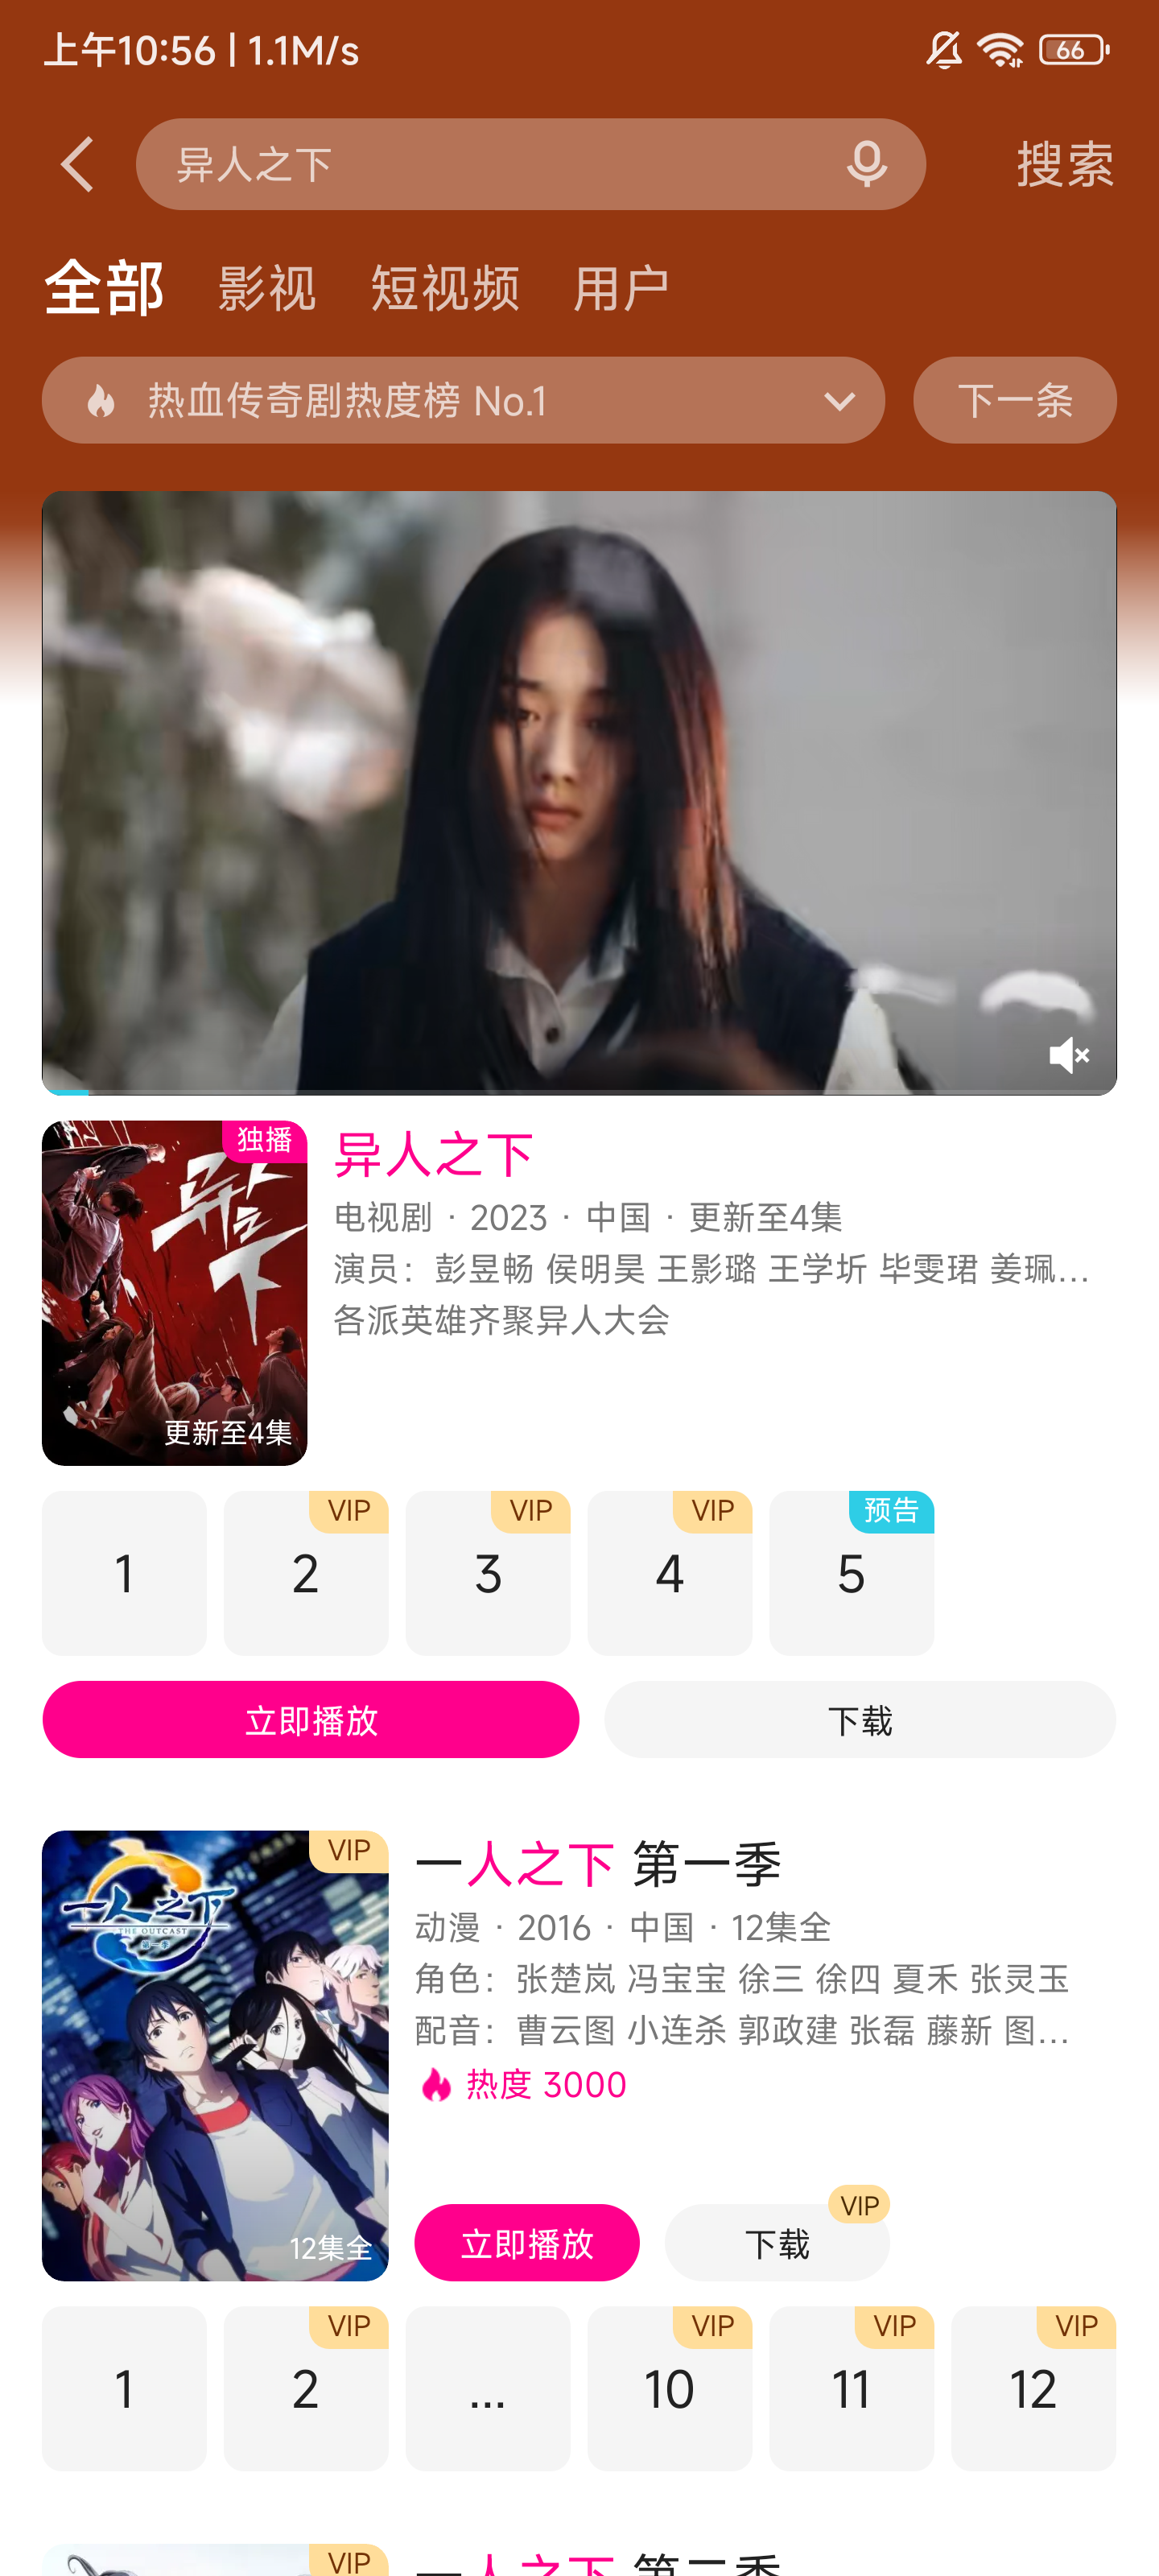 上午10:56 | 1.1M/s
66
异人之下
搜索
全部 影视 短视频 用户
热血传奇剧热度榜 No.1
下一条
独播
异人之下
更新至4集
异人之下
电视剧 · 2023 · 中国 · 更新至4集
演员：彭昱畅 侯明昊 王影璐 王学圻 毕雯珺 姜珮...
各派英雄齐聚异人大会
1
VIP
2
VIP
3
VIP
4
预告
5
立即播放
下载
VIP
一人之下
THE OUTCAST
第一季
12集全
一人之下 第一季
动漫 · 2016 · 中国 · 12集全
角色：张楚岚 冯宝宝 徐三 徐四 夏禾 张灵玉
配音：曹云图 小连杀 郭政建 张磊 藤新 图...
热度 3000
立即播放
VIP
下载
1
VIP
2
...
VIP
10
VIP
11
VIP
12
VIP
一人之下 第二季